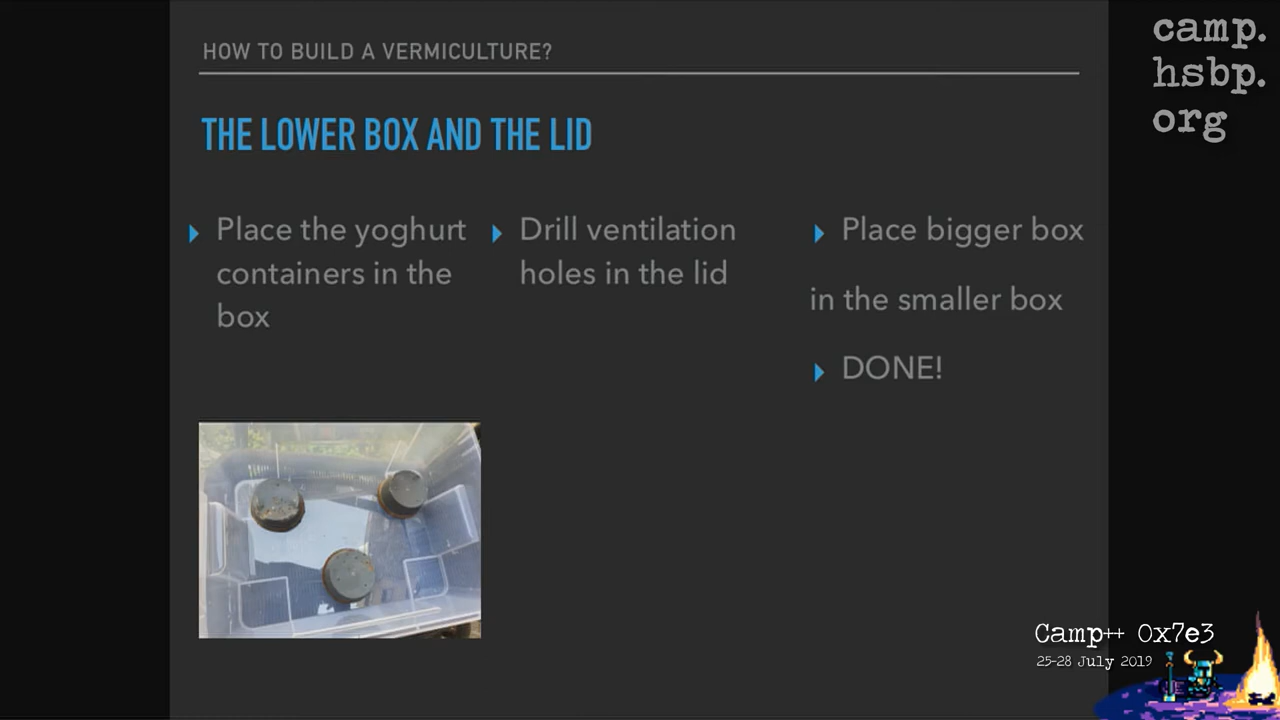 HOW TO BUILD A VERMICULTURE?
THE LOWER BOX AND THE LID
Place the yoghurt
containers in the
box
Drill ventilation
holes in the lid
Place bigger box
in the smaller box
DONE!
camp.
hsbp.
org
Camp++ 0x7e3
25-28 July 2019